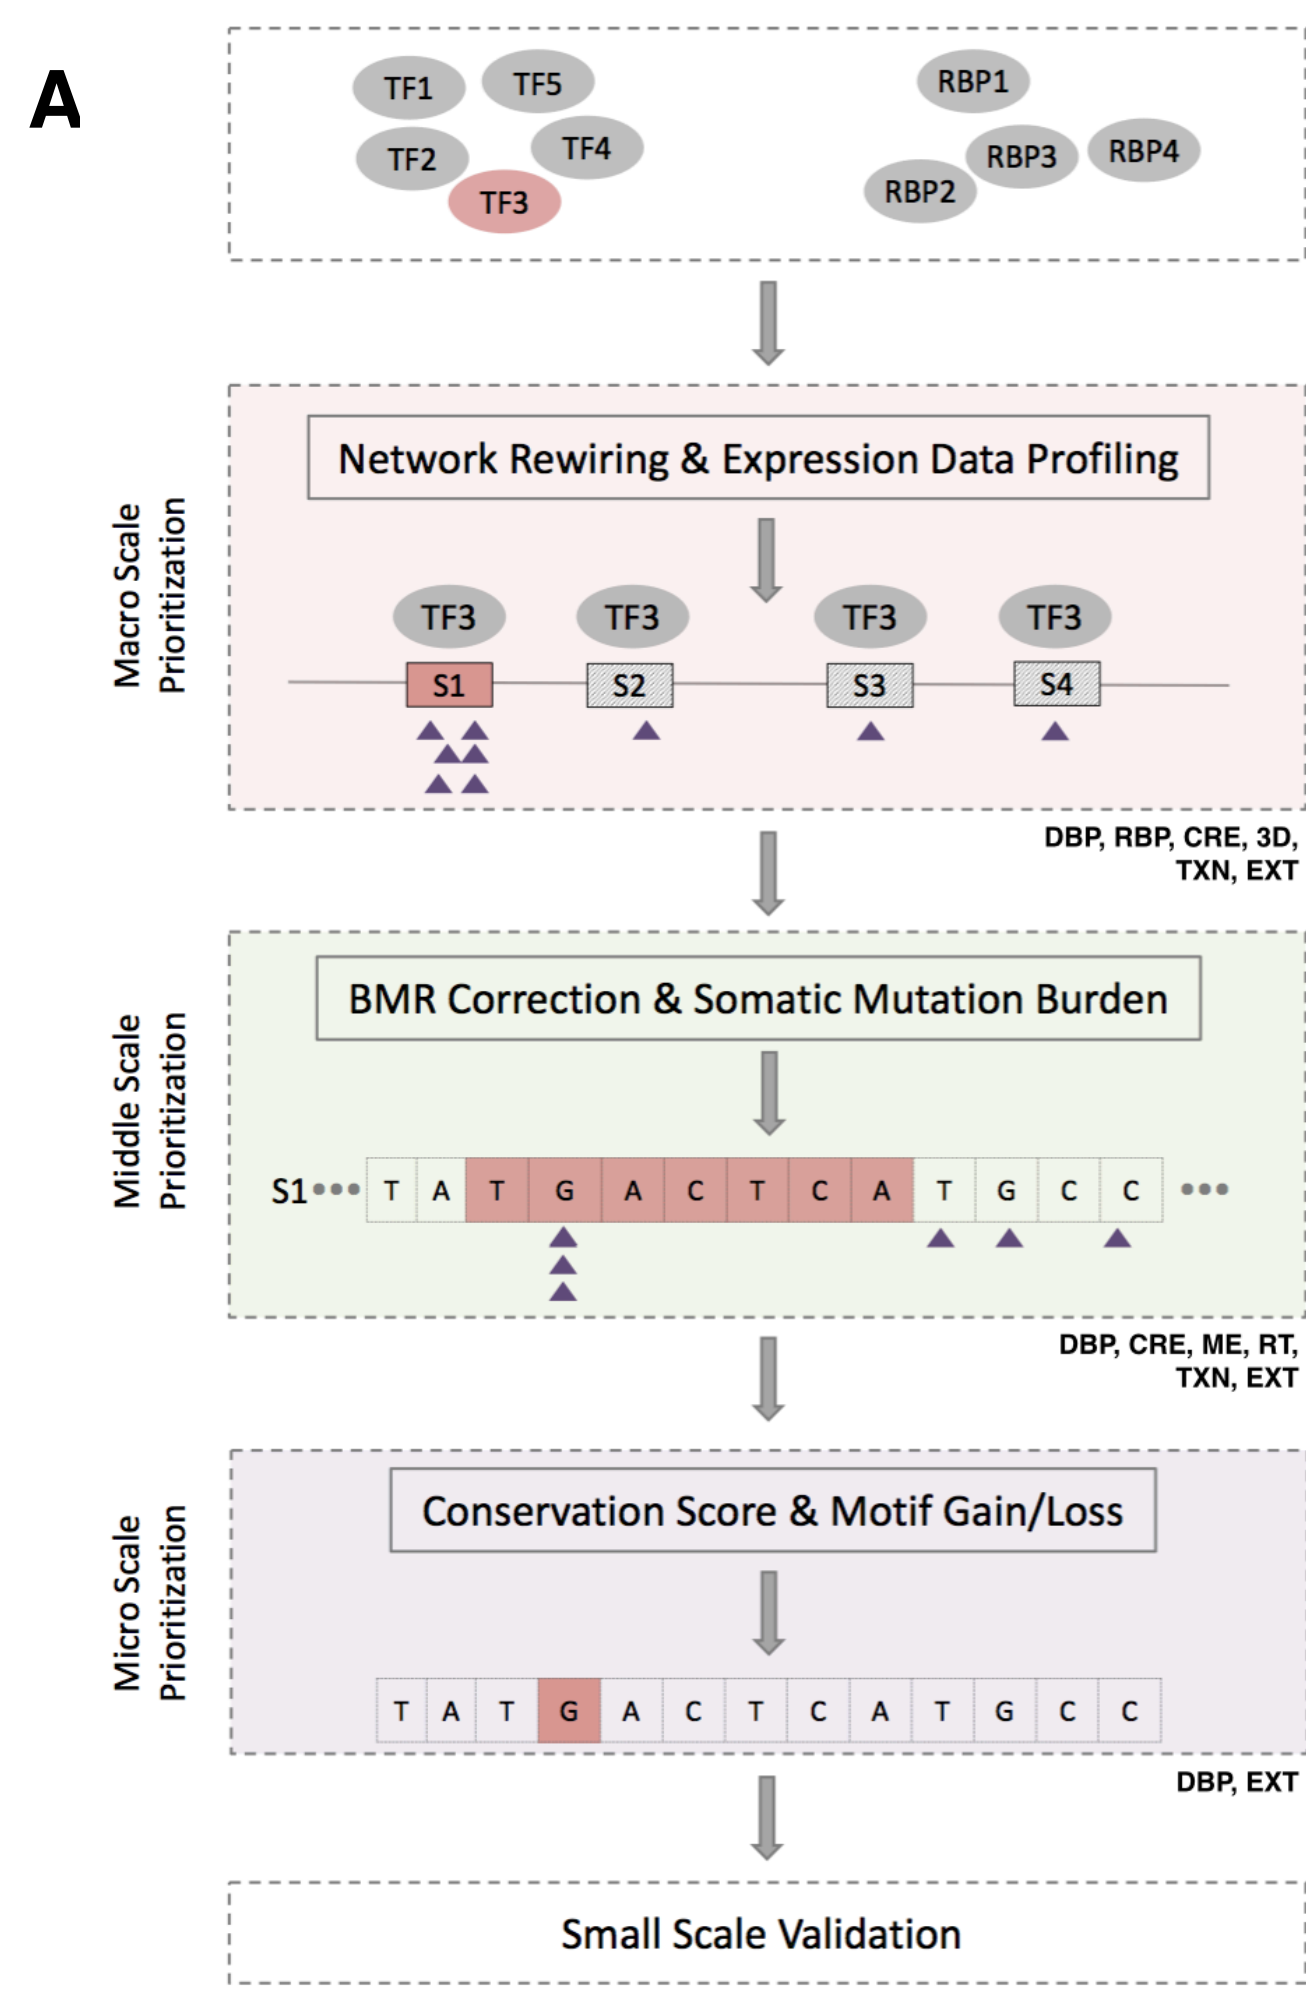 A
TF1
TF5
TF2
TF4
TF3
RBP1
RBP3
RBP4
RBP2
Macro Scale
Prioritization
Network Rewiring & Expression Data Profiling
TF3 TF3 TF3 TF3
S1 S2 S3 S4
DBP, RBP, CRE, 3D,
TXN, EXT
Middle Scale
Prioritization
BMR Correction & Somatic Mutation Burden
S1 ••• T A T G A C T C A T G C C •••
DBP, CRE, ME, RT,
TXN, EXT
Micro Scale
Prioritization
Conservation Score & Motif Gain/Loss
T A T G A C T C A T G C C
DBP, EXT
Small Scale Validation